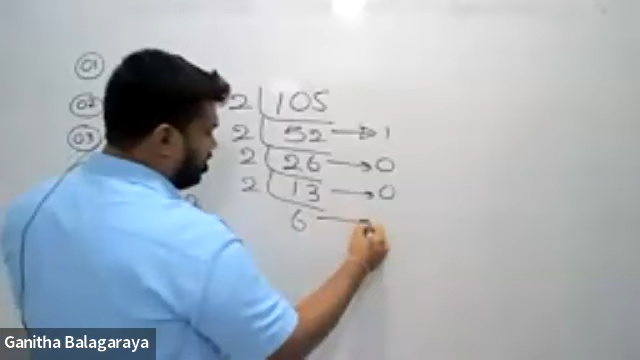 01
02
03
2 105
2 52 → 1
2 26 → 0
2 13 → 0
6 →
Ganitha Balagaraya